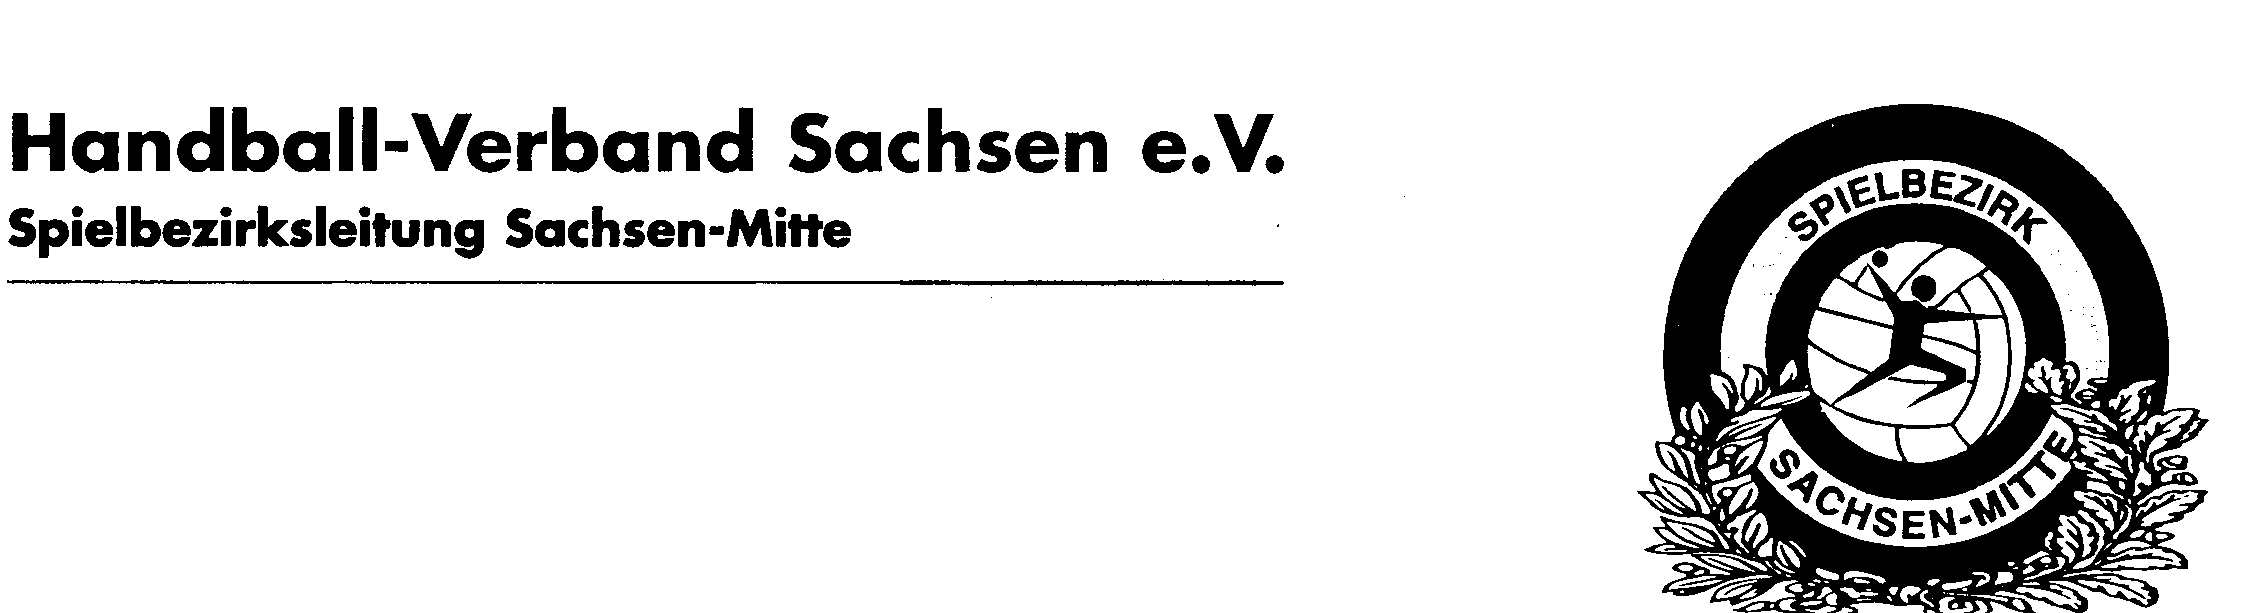 Handball-Verband Sachsen e.V.
Spielbezirksleitung Sachsen-Mitte
SPIELBEZIRK
SACHSEN-MITTE